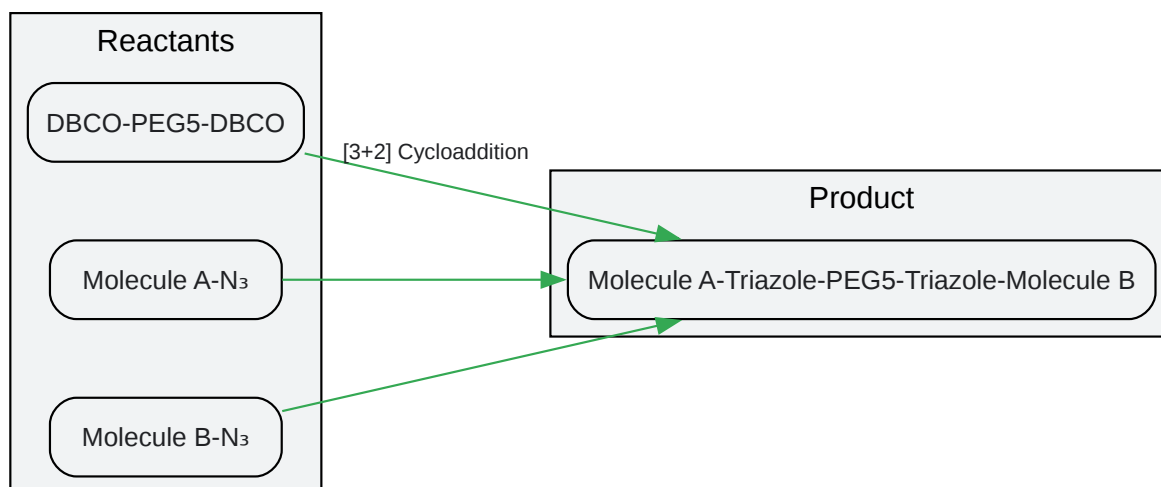 Reactants
DBCO-PEG5-DBCO
[3+2] Cycloaddition
Product
Molecule A-N₃
Molecule A-Triazole-PEG5-Triazole-Molecule B
Molecule B-N₃